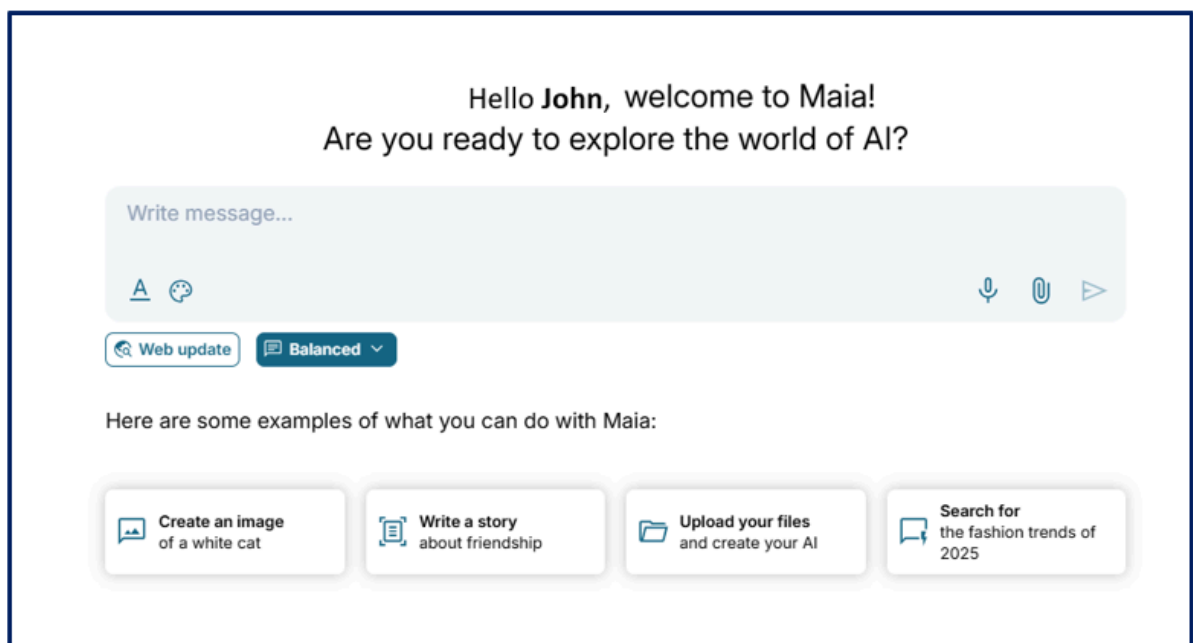 Hello John, welcome to Maia!
Are you ready to explore the world of AI?
Write message...
A
Web update
Balanced
Here are some examples of what you can do with Maia:
Create an image
of a white cat
Write a story
about friendship
Upload your files
and create your AI
Search for
the fashion trends of
2025